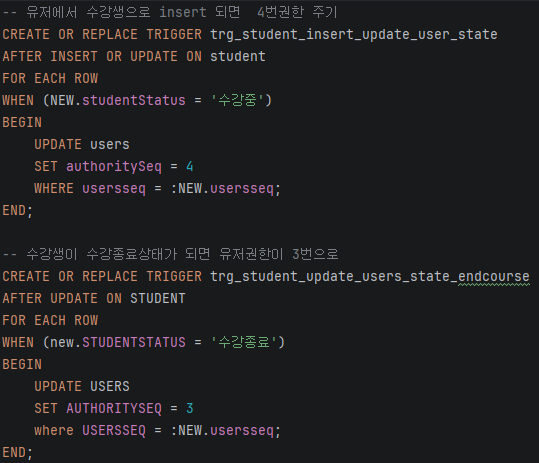 -- 유저에서 수강생으로 insert 되면  4번권한 주기
CREATE OR REPLACE TRIGGER trg_student_insert_update_user_state
AFTER INSERT OR UPDATE ON student
FOR EACH ROW
WHEN (NEW.studentStatus = '수강중')
BEGIN
    UPDATE users
    SET authoritySeq = 4
    WHERE usersseq = :NEW.usersseq;
END;

-- 수강생이 수강종료상태가 되면 유저권한이 3번으로
CREATE OR REPLACE TRIGGER trg_student_update_users_state_endcourse
AFTER UPDATE ON STUDENT
FOR EACH ROW
WHEN (new.STUDENTSTATUS = '수강종료')
BEGIN
    UPDATE USERS
    SET AUTHORITYSEQ = 3
    where USERSSEQ = :NEW.usersseq;
END;